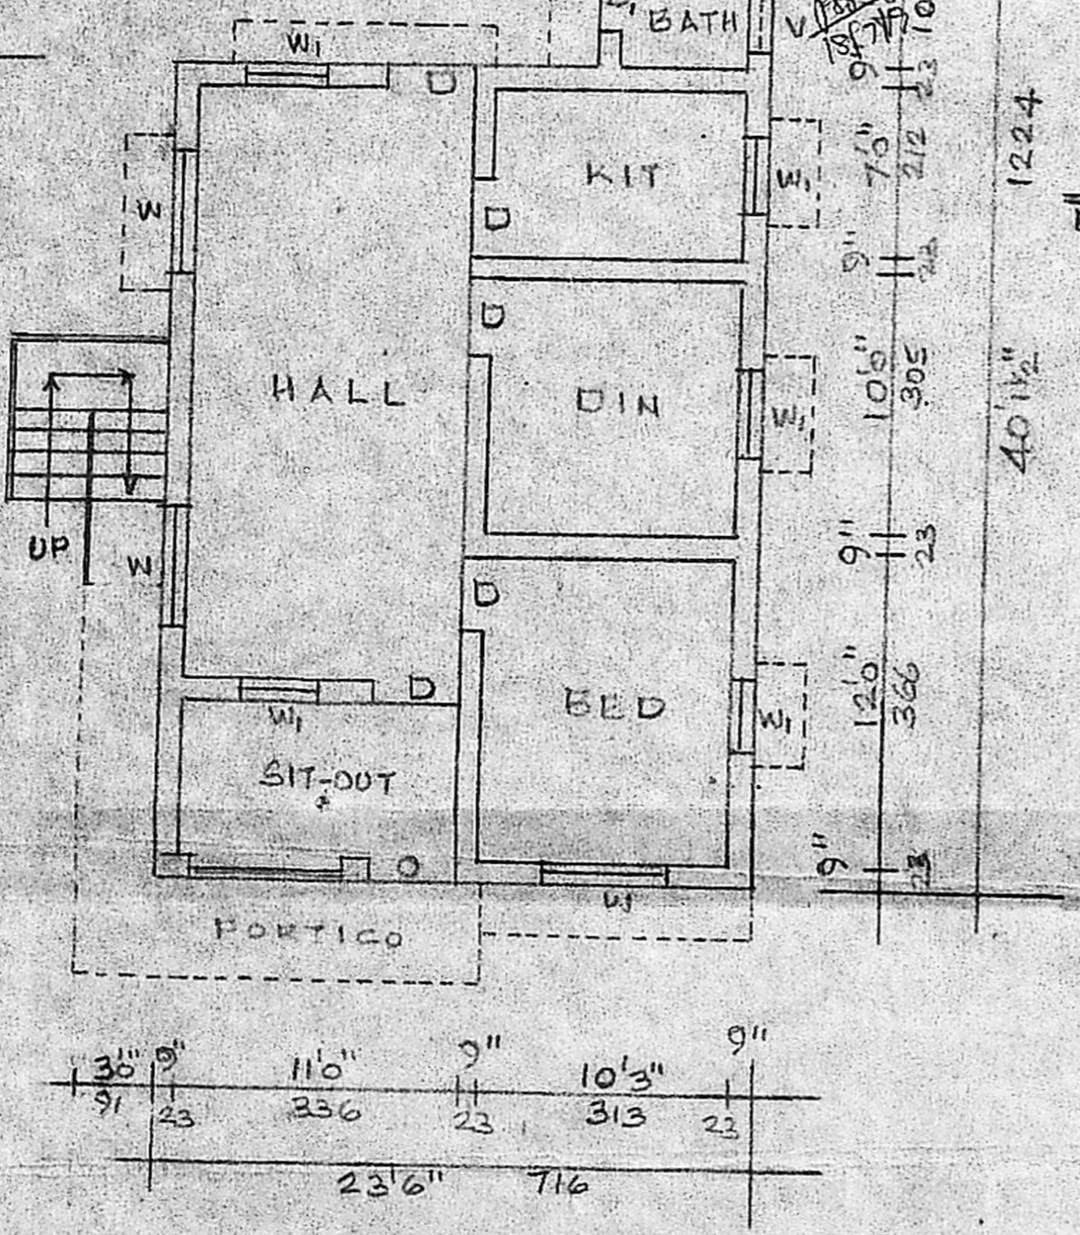 BATH
V
W1
10
9"
23
W
KIT
W1
7'0"
212
1224
D
D
9"
23
D
HALL
DIN
W1
10'0"
305
40'1½"
UP
W
9"
23
D
BED
W1
12'0"
366
D
W1
SIT-OUT
O
9"
23
W
PORTICO
3'0" 9" 11'0" 9" 10'3" 9"
91 23 336 23 313 23
23'6" 716